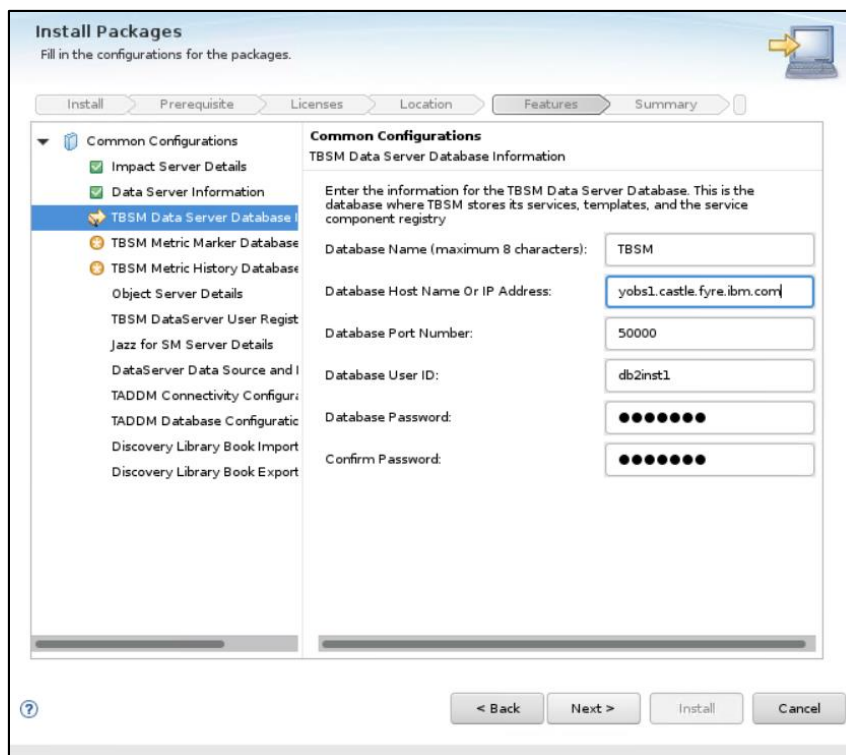 Install Packages
Fill in the configurations for the packages.
Install
Prerequisite
Licenses
Location
Features
Summary
Common Configurations
Impact Server Details
Data Server Information
TBSM Data Server Database I
TBSM Metric Marker Database
TBSM Metric History Database
Object Server Details
TBSM DataServer User Regist
Jazz for SM Server Details
DataServer Data Source and I
TADDM Connectivity Configura
TADDM Database Configuratic
Discovery Library Book Import
Discovery Library Book Export
Common Configurations
TBSM Data Server Database Information
Enter the information for the TBSM Data Server Database. This is the
database where TBSM stores its services, templates, and the service
component registry
Database Name (maximum 8 characters): TBSM
Database Host Name Or IP Address: yobs1.castle.fyre.ibm.com
Database Port Number: 50000
Database User ID: db2inst1
Database Password: ●●●●●●●
Confirm Password: ●●●●●●●
?
< Back
Next >
Install
Cancel